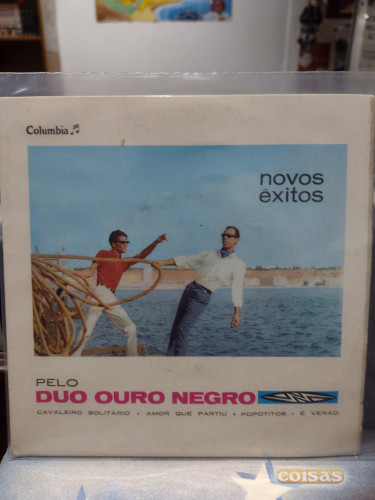 Columbia
novos
êxitos
PELO
DUO OURO NEGRO
CAVALEIRO SOLITÁRIO • AMOR QUE PARTIU • POPOTITOS • É VERÃO
coisas